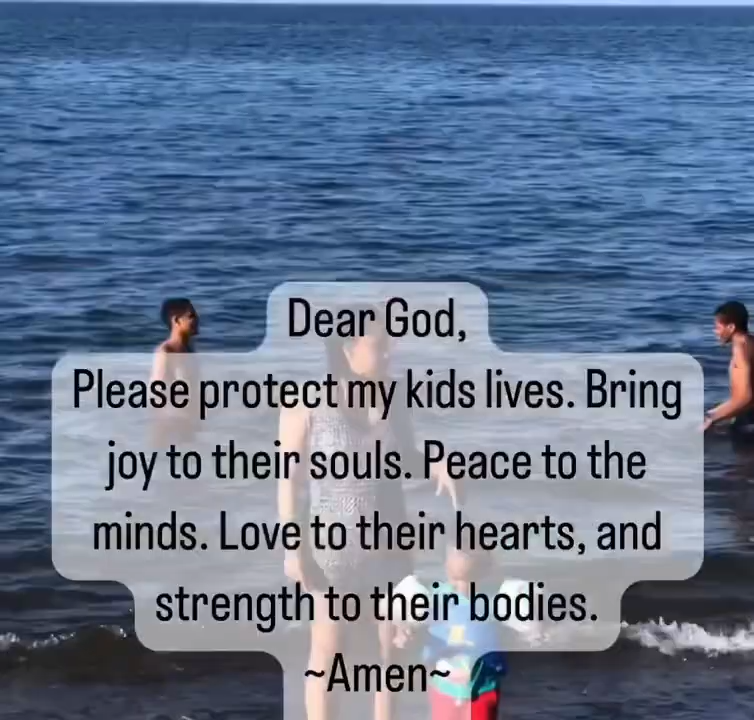 Dear God,
Please protect my kids lives. Bring
joy to their souls. Peace to the
minds. Love to their hearts, and
strength to their bodies.
~Amen~